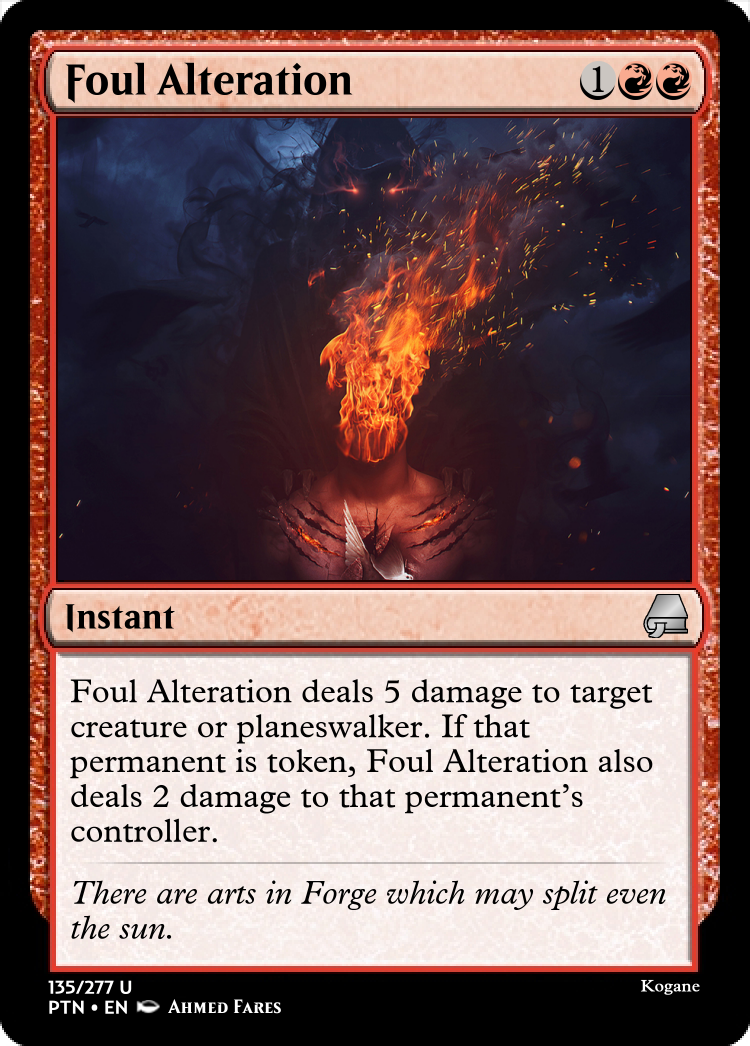 Foul Alteration 1
Instant
Foul Alteration deals 5 damage to target
creature or planeswalker. If that
permanent is token, Foul Alteration also
deals 2 damage to that permanent's
controller.
There are arts in Forge which may split even
the sun.
135/277 U Kogane
PTN • EN Ahmed Fares